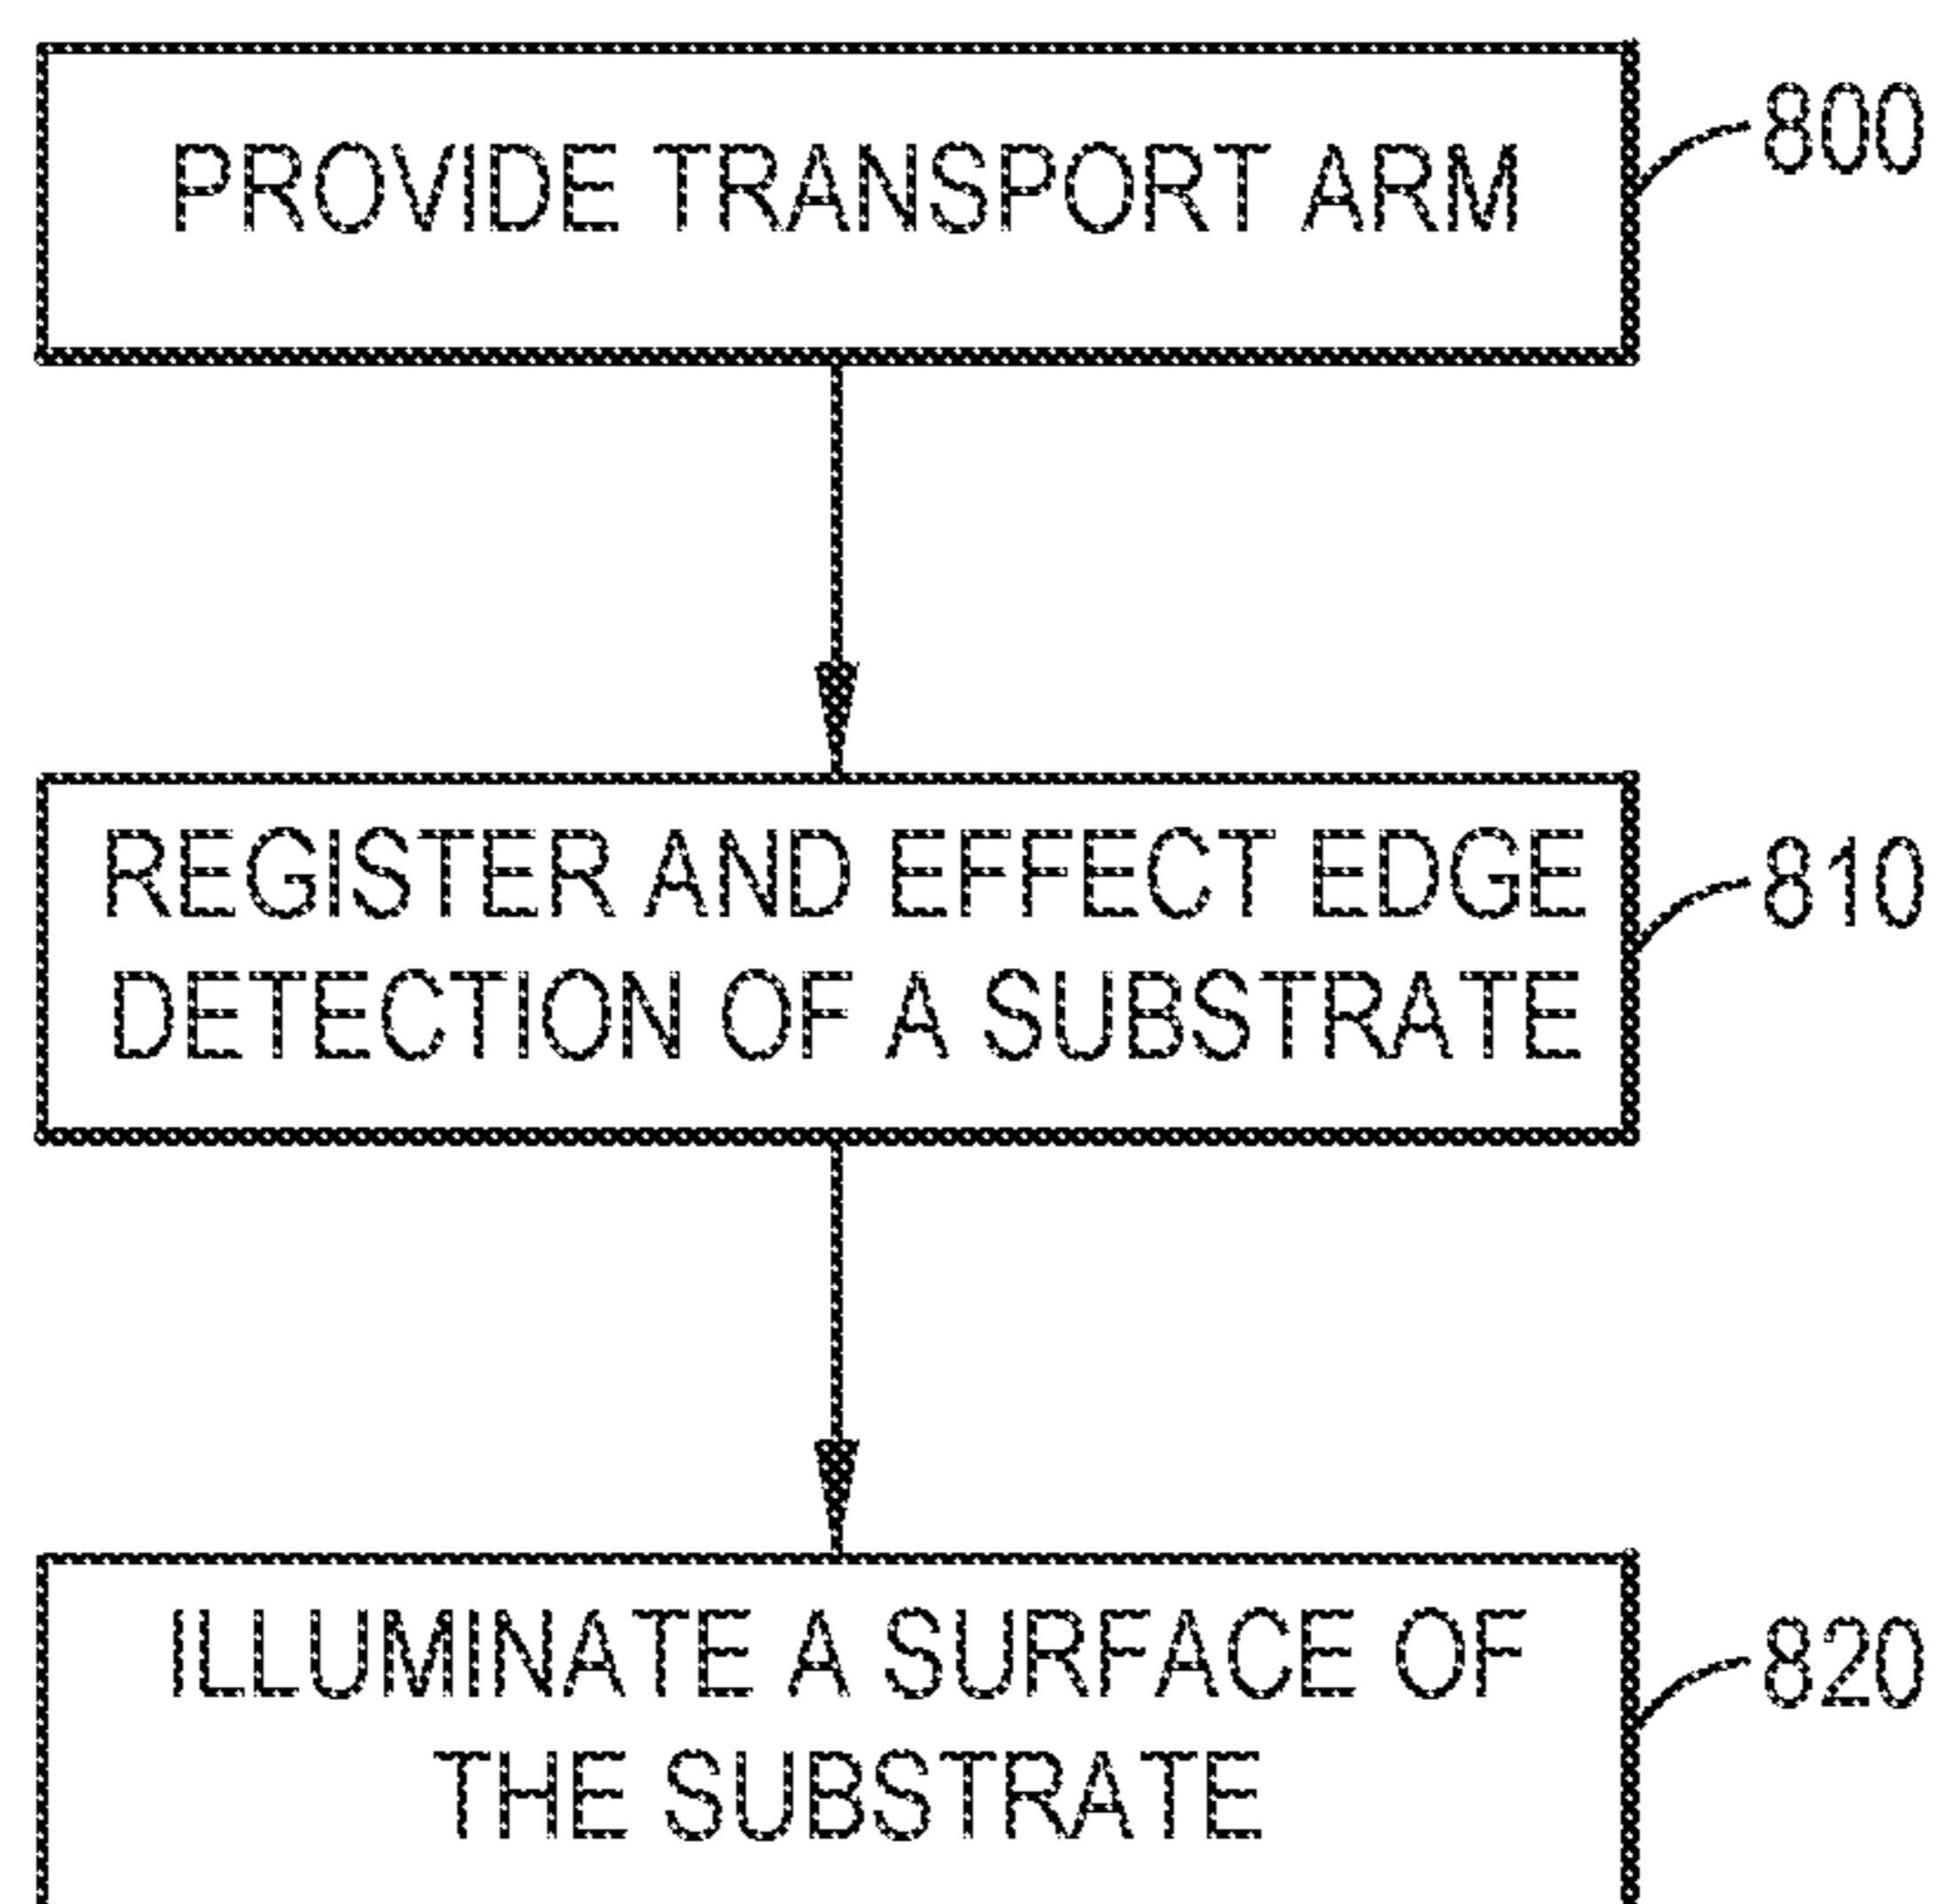 PROVIDE TRANSPORT ARM
800
REGISTER AND EFFECT EDGE
DETECTION OF A SUBSTRATE
810
ILLUMINATE A SURFACE OF
THE SUBSTRATE
820